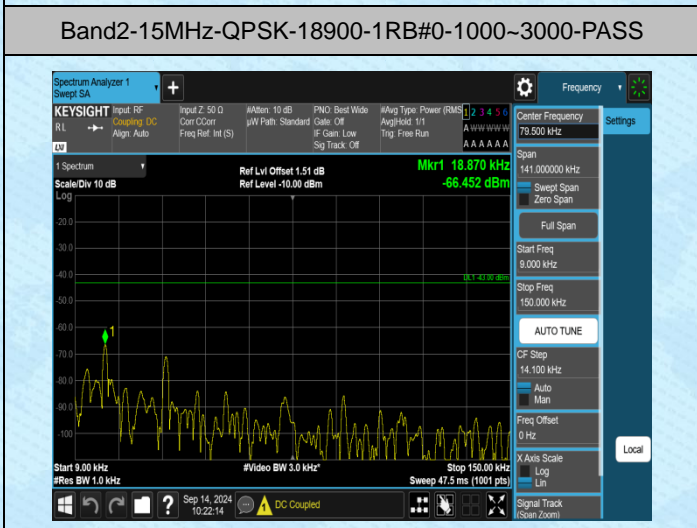 Band2-15MHz-QPSK-18900-1RB#0-1000~3000-PASS
Spectrum Analyzer 1
Swept SA
+
Frequency
KEYSIGHT
RL
LXI
Input: RF
Coupling: DC
Align: Auto
Input Z: 50 Ω
Corr CCorr
Freq Ref: Int (S)
#Atten: 10 dB
µW Path: Standard
PNO: Best Wide
Gate: Off
IF Gain: Low
Sig Track: Off
#Avg Type: Power (RMS)
Avg|Hold: 1/1
Trig: Free Run
1 2 3 4 5 6
A W W W W W
A A A A A A
Center Frequency
79.500 kHz
Settings
Span
141.000000 kHz
Swept Span
Zero Span
Full Span
Start Freq
9.000 kHz
Stop Freq
150.000 kHz
AUTO TUNE
CF Step
14.100 kHz
Auto
Man
Freq Offset
0 Hz
X Axis Scale
Log
Lin
Signal Track
(Span Zoom)
Local
1 Spectrum
Scale/Div 10 dB
Log
Ref Lvl Offset 1.51 dB
Ref Level -10.00 dBm
Mkr1 18.870 kHz
-66.452 dBm
-20.0
-30.0
-40.0
DL1 -43.00 dBm
-50.0
-60.0
1
-70.0
-80.0
-90.0
-100
Start 9.00 kHz
#Res BW 1.0 kHz
#Video BW 3.0 kHz*
Stop 150.00 kHz
Sweep 47.5 ms (1001 pts)
?
Sep 14, 2024
10:22:14
DC Coupled